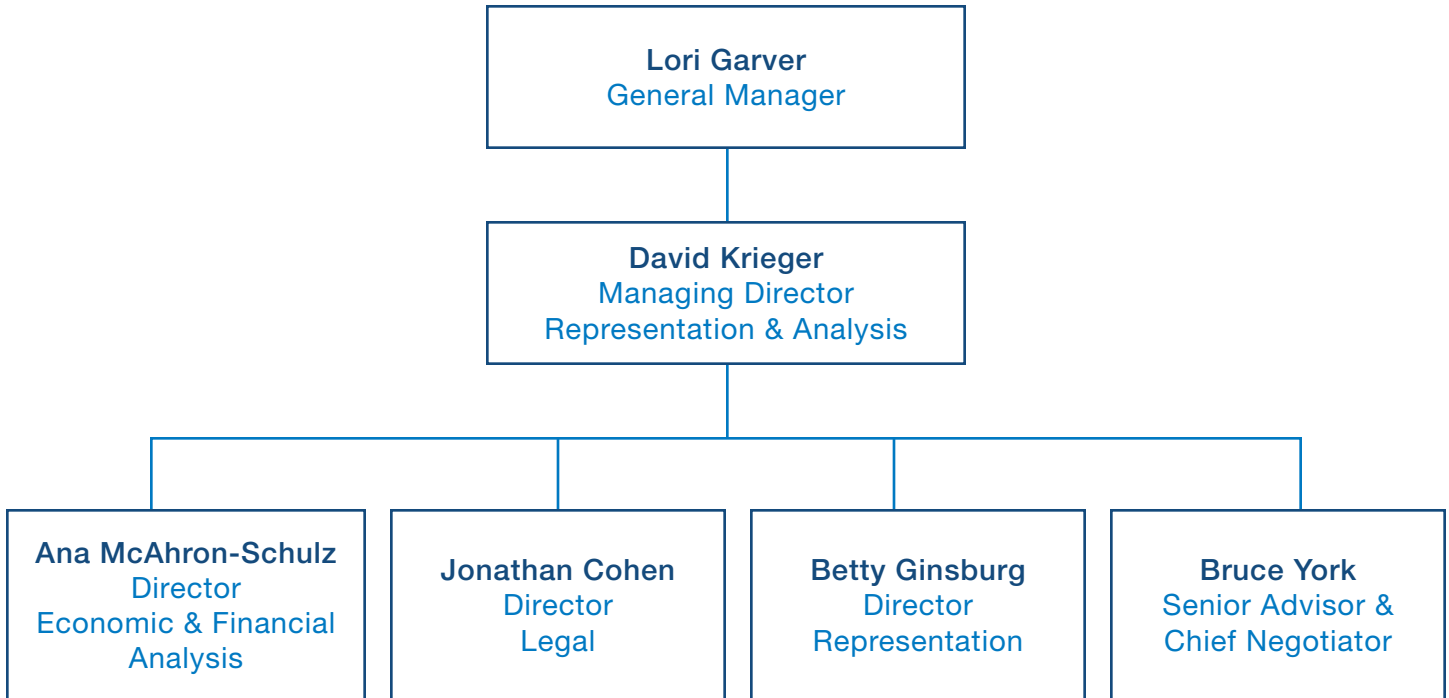 Lori Garver
General Manager
David Krieger
Managing Director
Representation & Analysis
Ana McAhron-Schulz
Director
Economic & Financial
Analysis
Jonathan Cohen
Director
Legal
Betty Ginsburg
Director
Representation
Bruce York
Senior Advisor &
Chief Negotiator